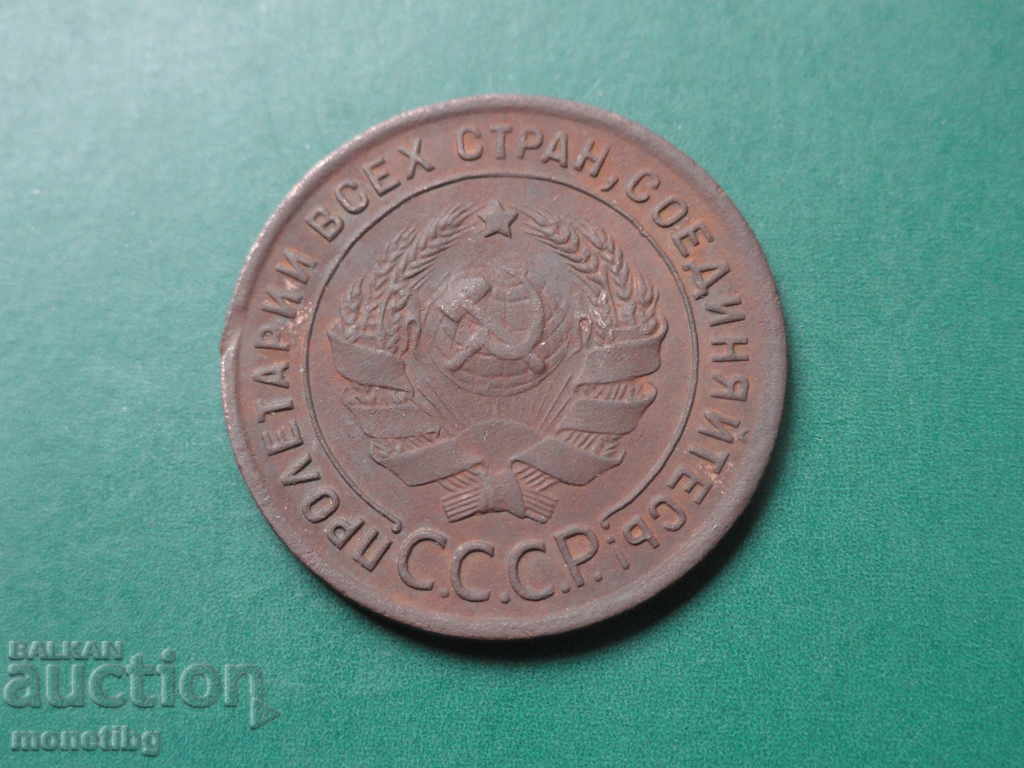 ПРОЛЕТАРИИ ВСЕХ СТРАН, СОЕДИНЯЙТЕСЬ!
С.С.С.Р.
BALKAN
auction
monetibg